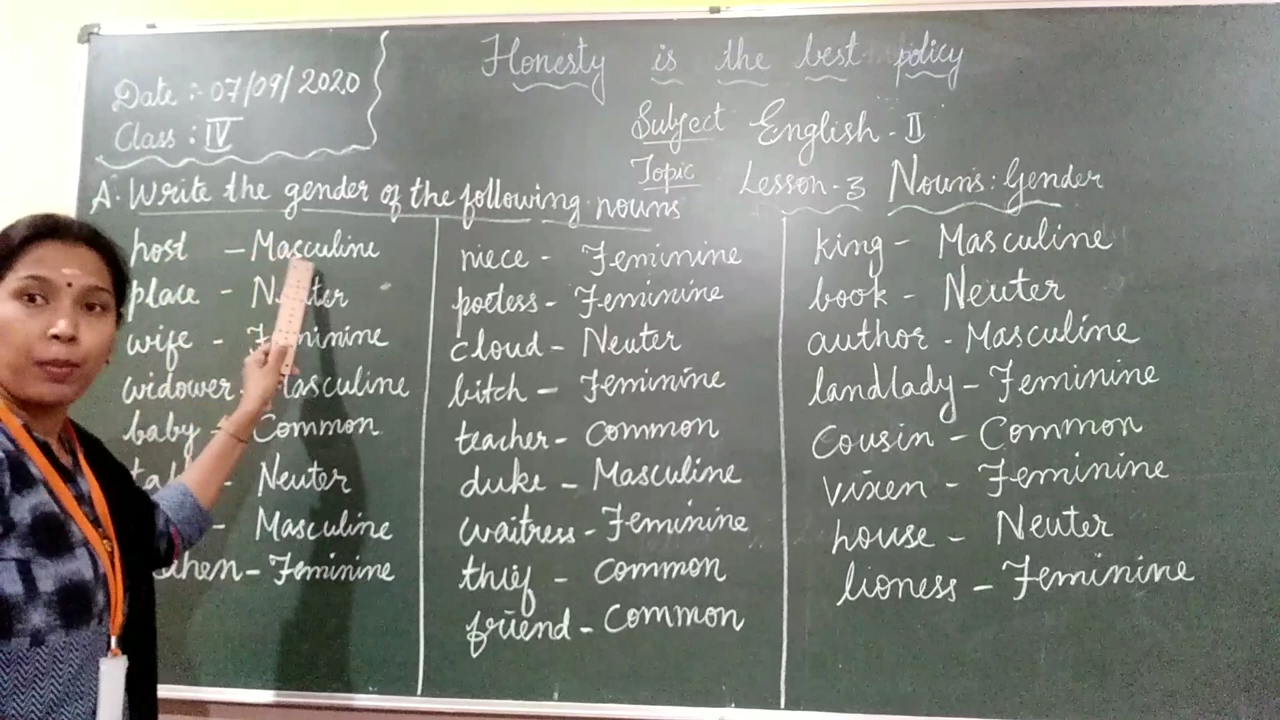 Honesty is the best policy
Date :- 07/09/2020
Class : IV
Subject English - II
Topic Lesson - 3 Nouns : Gender
A. Write the gender of the following nouns
host - Masculine
place - Neuter
wife - Feminine
widower - Masculine
baby - Common
- Neuter
- Masculine
- Feminine
niece - Feminine
poetess - Feminine
cloud - Neuter
bitch - Feminine
teacher - Common
duke - Masculine
waitress - Feminine
thief - Common
friend - Common
king - Masculine
book - Neuter
author - Masculine
landlady - Feminine
Cousin - Common
vixen - Feminine
house - Neuter
lioness - Feminine